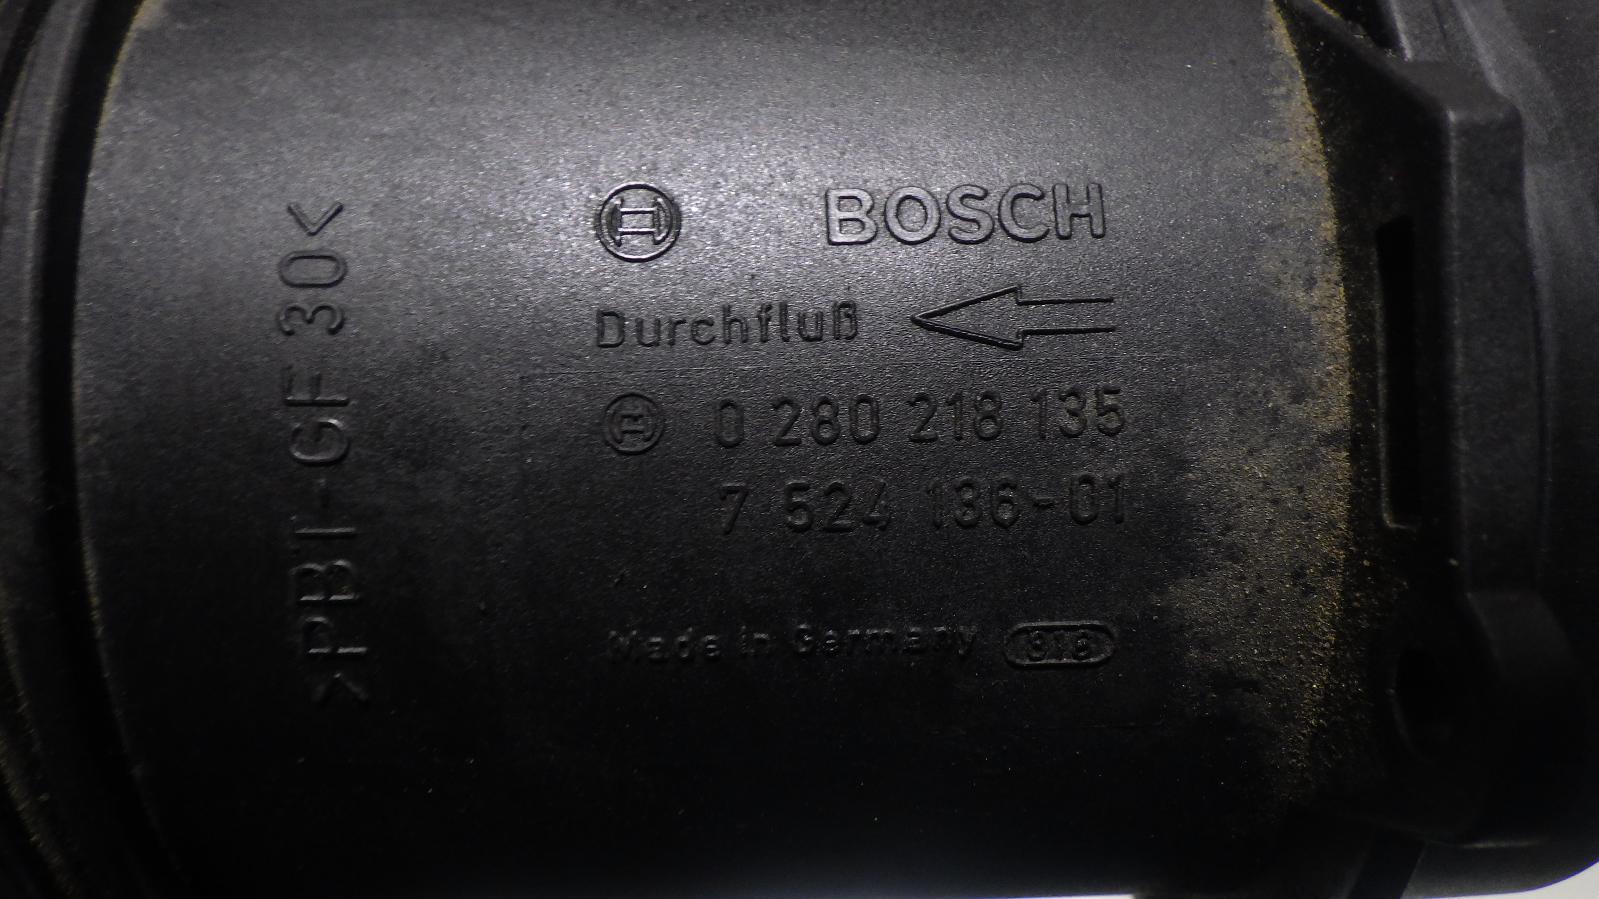 BOSCH
Durchfluß
0 280 218 135
7 524 136-01
Made in Germany
>PBT-GF 30<